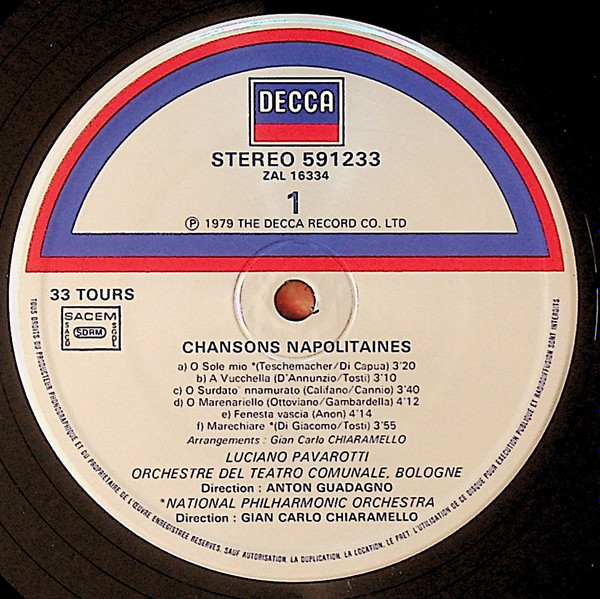 DECCA
STEREO 591233
ZAL 16334
1
Ⓟ 1979 THE DECCA RECORD CO. LTD
33 TOURS
SACEM
SACD
SDRM
SGDL
CHANSONS NAPOLITAINES
a) O Sole mio *(Teschemacher/Di Capua) 3'20
b) A Vucchella (D'Annunzio/Tosti) 3'10
c) O Surdato' nnamurato (Califano/Cannio) 3'40
d) O Marenariello (Ottoviano/Gambardella) 4'12
e) Fenesta vascia (Anon) 4'14
f) Marechiare *(Di Giacomo/Tosti) 3'55
Arrangements : Gian Carlo CHIARAMELLO
LUCIANO PAVAROTTI
ORCHESTRE DEL TEATRO COMUNALE, BOLOGNE
Direction : ANTON GUADAGNO
*NATIONAL PHILHARMONIC ORCHESTRA
Direction : GIAN CARLO CHIARAMELLO
TOUS DROITS DU PRODUCTEUR PHONOGRAPHIQUE ET DU PROPRIETAIRE DE L'ŒUVRE ENREGISTREE RESERVES. SAUF AUTORISATION, LA DUPLICATION, LA LOCATION, LE PRET, L'UTILISATION DE CE DISQUE POUR EXECUTION PUBLIQUE ET RADIODIFFUSION SONT INTERDITS.